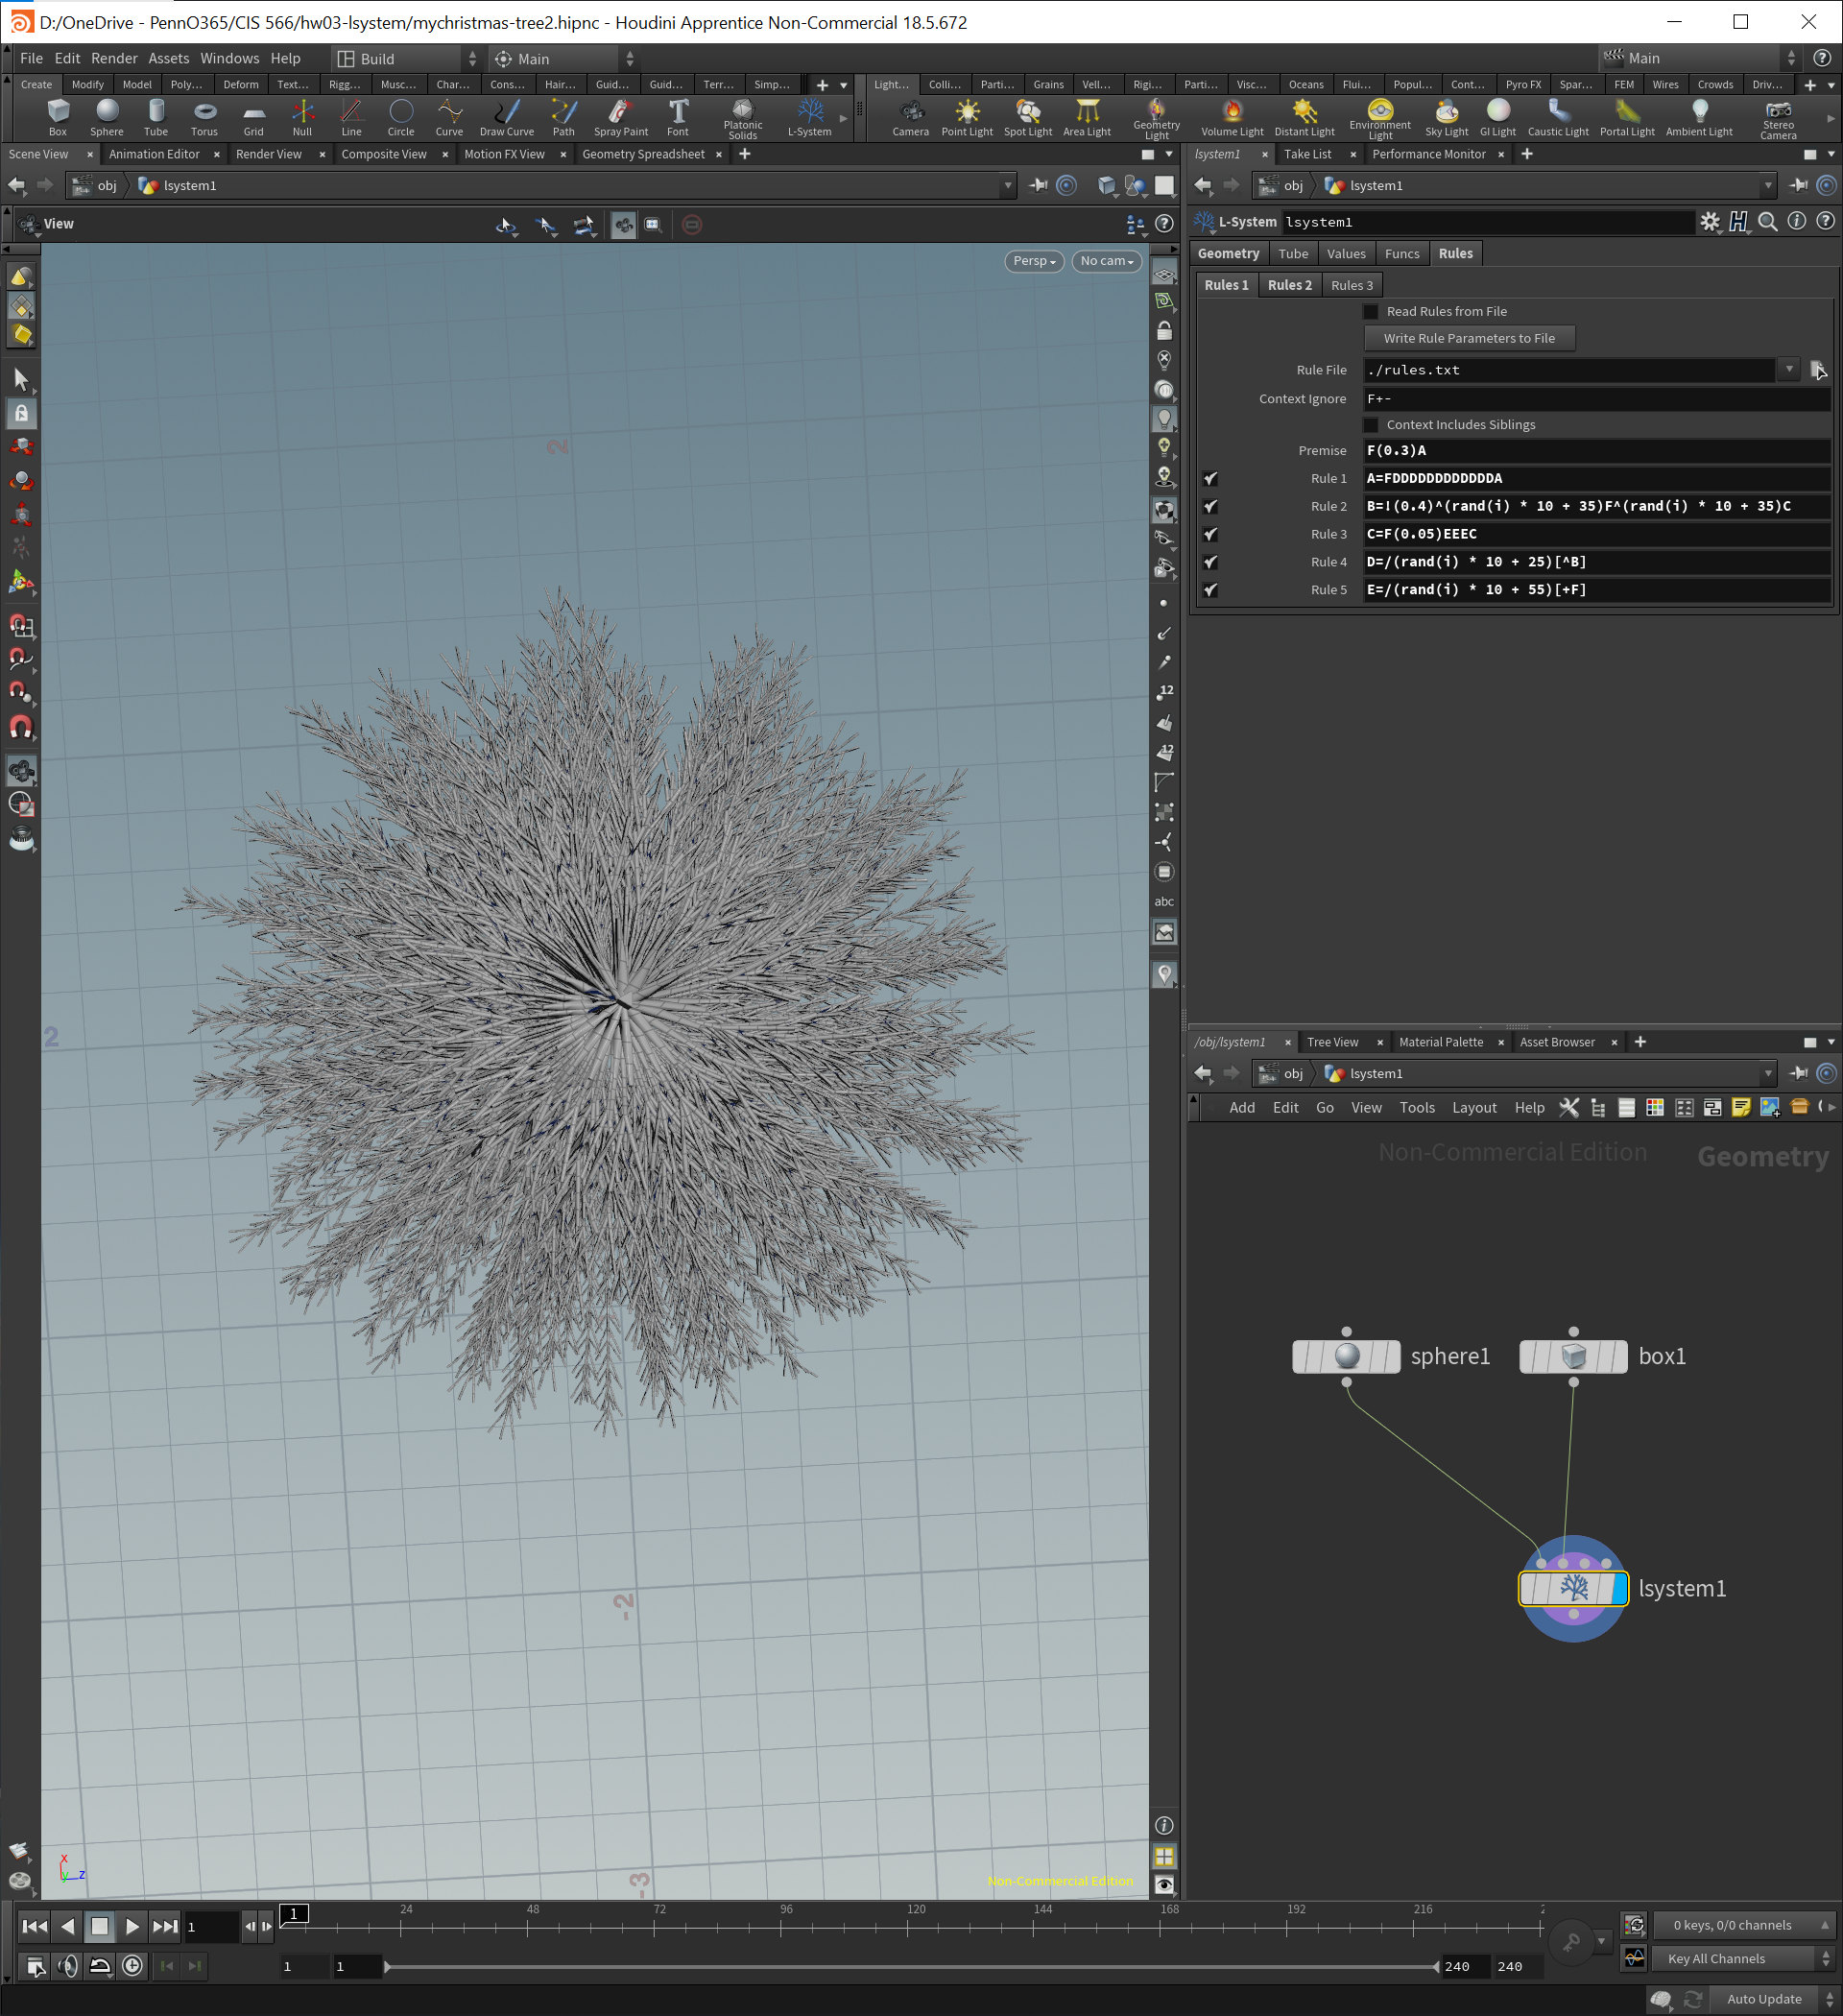 D:/OneDrive - PennO365/CIS 566/hw03-lsystem/mychristmas-tree2.hipnc - Houdini Apprentice Non-Commercial 18.5.672
File Edit Render Assets Windows Help Build Main Main
Create Modify Model Poly... Deform Text... Rigg... Musc... Char... Cons... Hair... Guid... Guid... Terr... Simp...
Light... Colli... Parti... Grains Vell... Rigi... Parti... Visc... Oceans Flui... Popul... Cont... Pyro FX Spar... FEM Wires Crowds Driv...
Box Sphere Tube Torus Grid Null Line Circle Curve Draw Curve Path Spray Paint Font Platonic Solids L-System
Camera Point Light Spot Light Area Light Geometry Light Volume Light Distant Light Environment Light Sky Light GI Light Caustic Light Portal Light Ambient Light Stereo Camera
Scene View Animation Editor Render View Composite View Motion FX View Geometry Spreadsheet
obj lsystem1
View
Persp No cam
2
2
-2
-3
x
y
z
Non-Commercial Edition
12
12
abc
lsystem1 Take List Performance Monitor
obj lsystem1
L-System lsystem1
Geometry Tube Values Funcs Rules
Rules 1 Rules 2 Rules 3
Read Rules from File
Write Rule Parameters to File
Rule File ./rules.txt
Context Ignore F+-
Context Includes Siblings
Premise F(0.3)A
Rule 1 A=FDDDDDDDDDDDDA
Rule 2 B=!(0.4)^(rand(i) * 10 + 35)F^(rand(i) * 10 + 35)C
Rule 3 C=F(0.05)EEEC
Rule 4 D=/(rand(i) * 10 + 25)[^B]
Rule 5 E=/(rand(i) * 10 + 55)[+F]
/obj/lsystem1 Tree View Material Palette Asset Browser
obj lsystem1
Add Edit Go View Tools Layout Help
Non-Commercial Edition Geometry
sphere1 box1
lsystem1
1 1 24 48 72 96 120 144 168 192 216 2
1 1 240 240
0 keys, 0/0 channels
Key All Channels
Auto Update